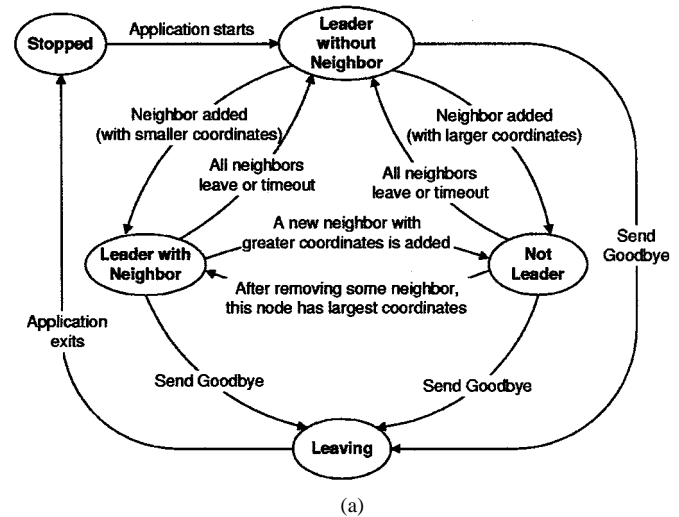 Stopped
Application starts
Leader
without
Neighbor
Neighbor added
(with smaller coordinates)
Neighbor added
(with larger coordinates)
All neighbors
leave or timeout
All neighbors
leave or timeout
A new neighbor with
greater coordinates is added
Leader with
Neighbor
Not
Leader
Send
Goodbye
After removing some neighbor,
this node has largest coordinates
Application
exits
Send Goodbye
Send Goodbye
Leaving
(a)